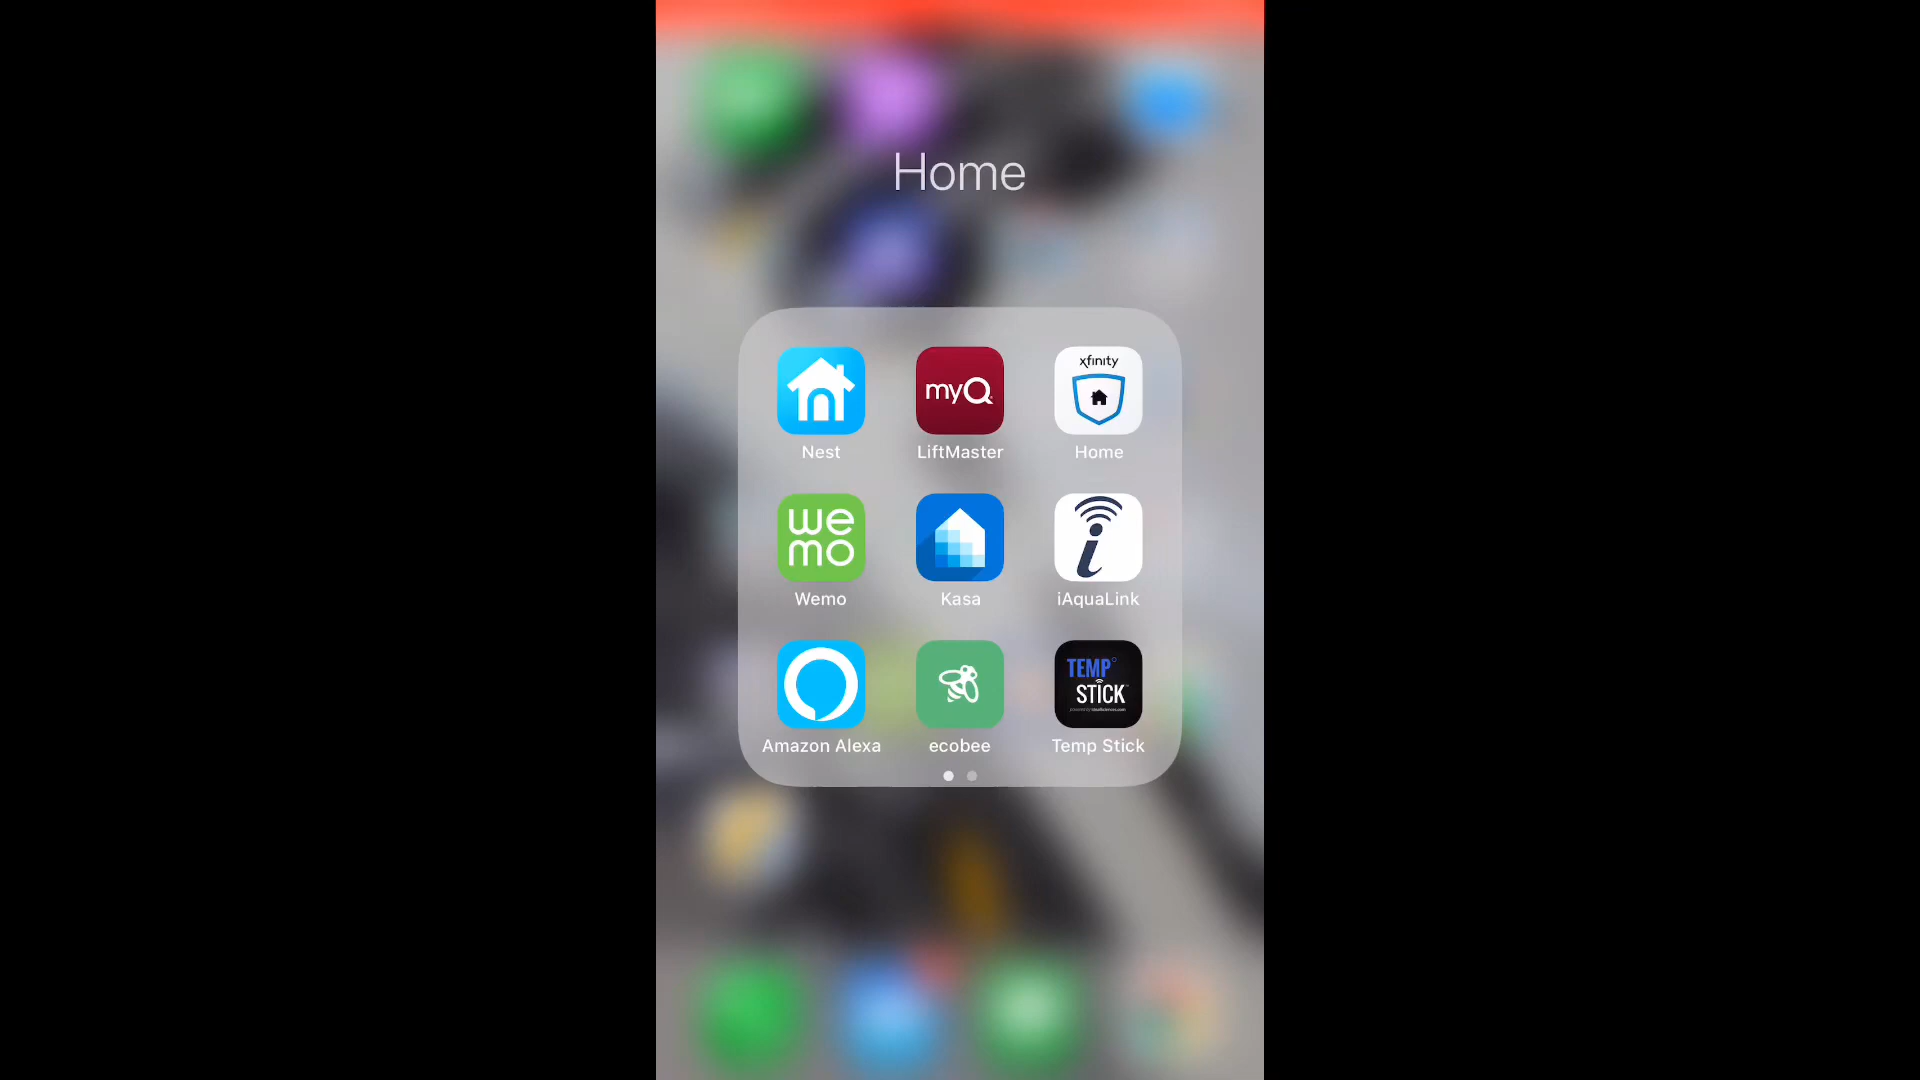 Home
myQ
xfinity
Nest
LiftMaster
Home
we
mo
i
Wemo
Kasa
iAquaLink
TEMP°
STICK
Amazon Alexa
ecobee
Temp Stick